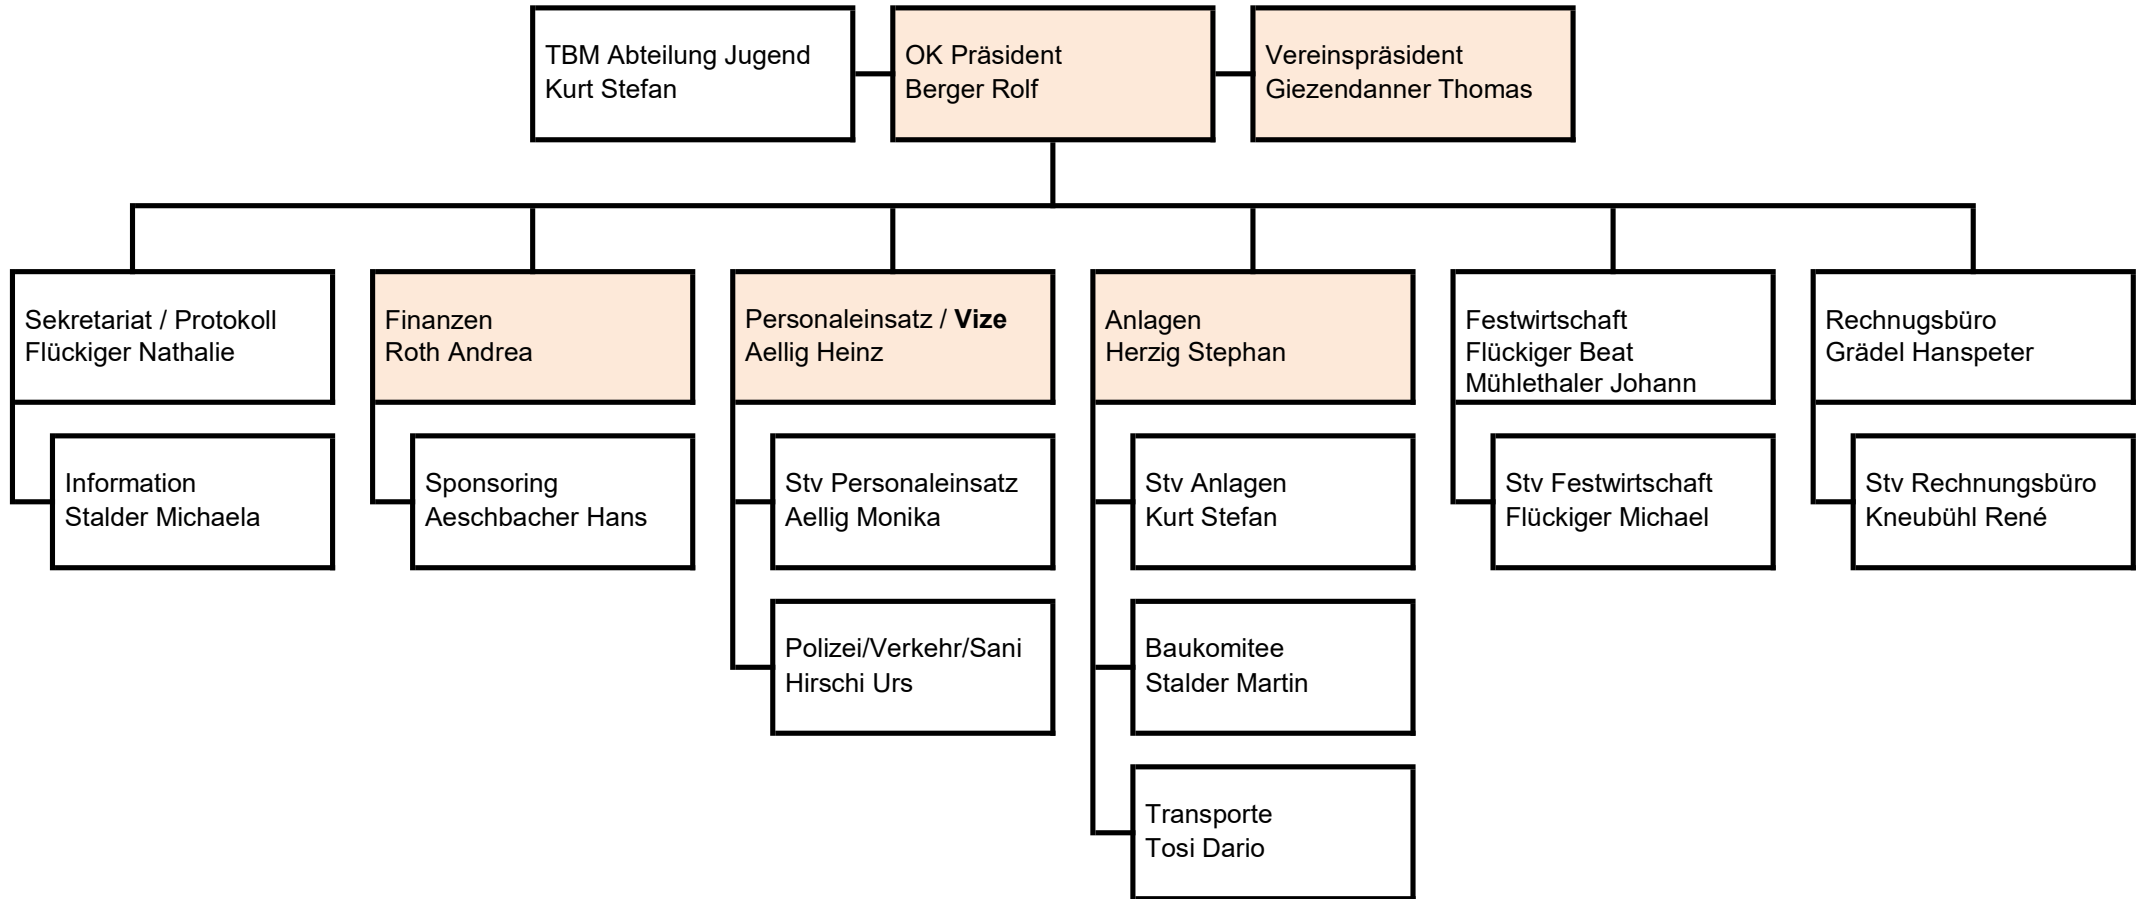 TBM Abteilung Jugend
Kurt Stefan
OK Präsident
Berger Rolf
Vereinspräsident
Giezendanner Thomas
Sekretariat / Protokoll
Flückiger Nathalie
Finanzen
Roth Andrea
Personaleinsatz / Vize
Aellig Heinz
Anlagen
Herzig Stephan
Festwirtschaft
Flückiger Beat
Mühlethaler Johann
Rechnugsbüro
Grädel Hanspeter
Information
Stalder Michaela
Sponsoring
Aeschbacher Hans
Stv Personaleinsatz
Aellig Monika
Stv Anlagen
Kurt Stefan
Stv Festwirtschaft
Flückiger Michael
Stv Rechnungsbüro
Kneubühl René
Polizei/Verkehr/Sani
Hirschi Urs
Baukomitee
Stalder Martin
Transporte
Tosi Dario